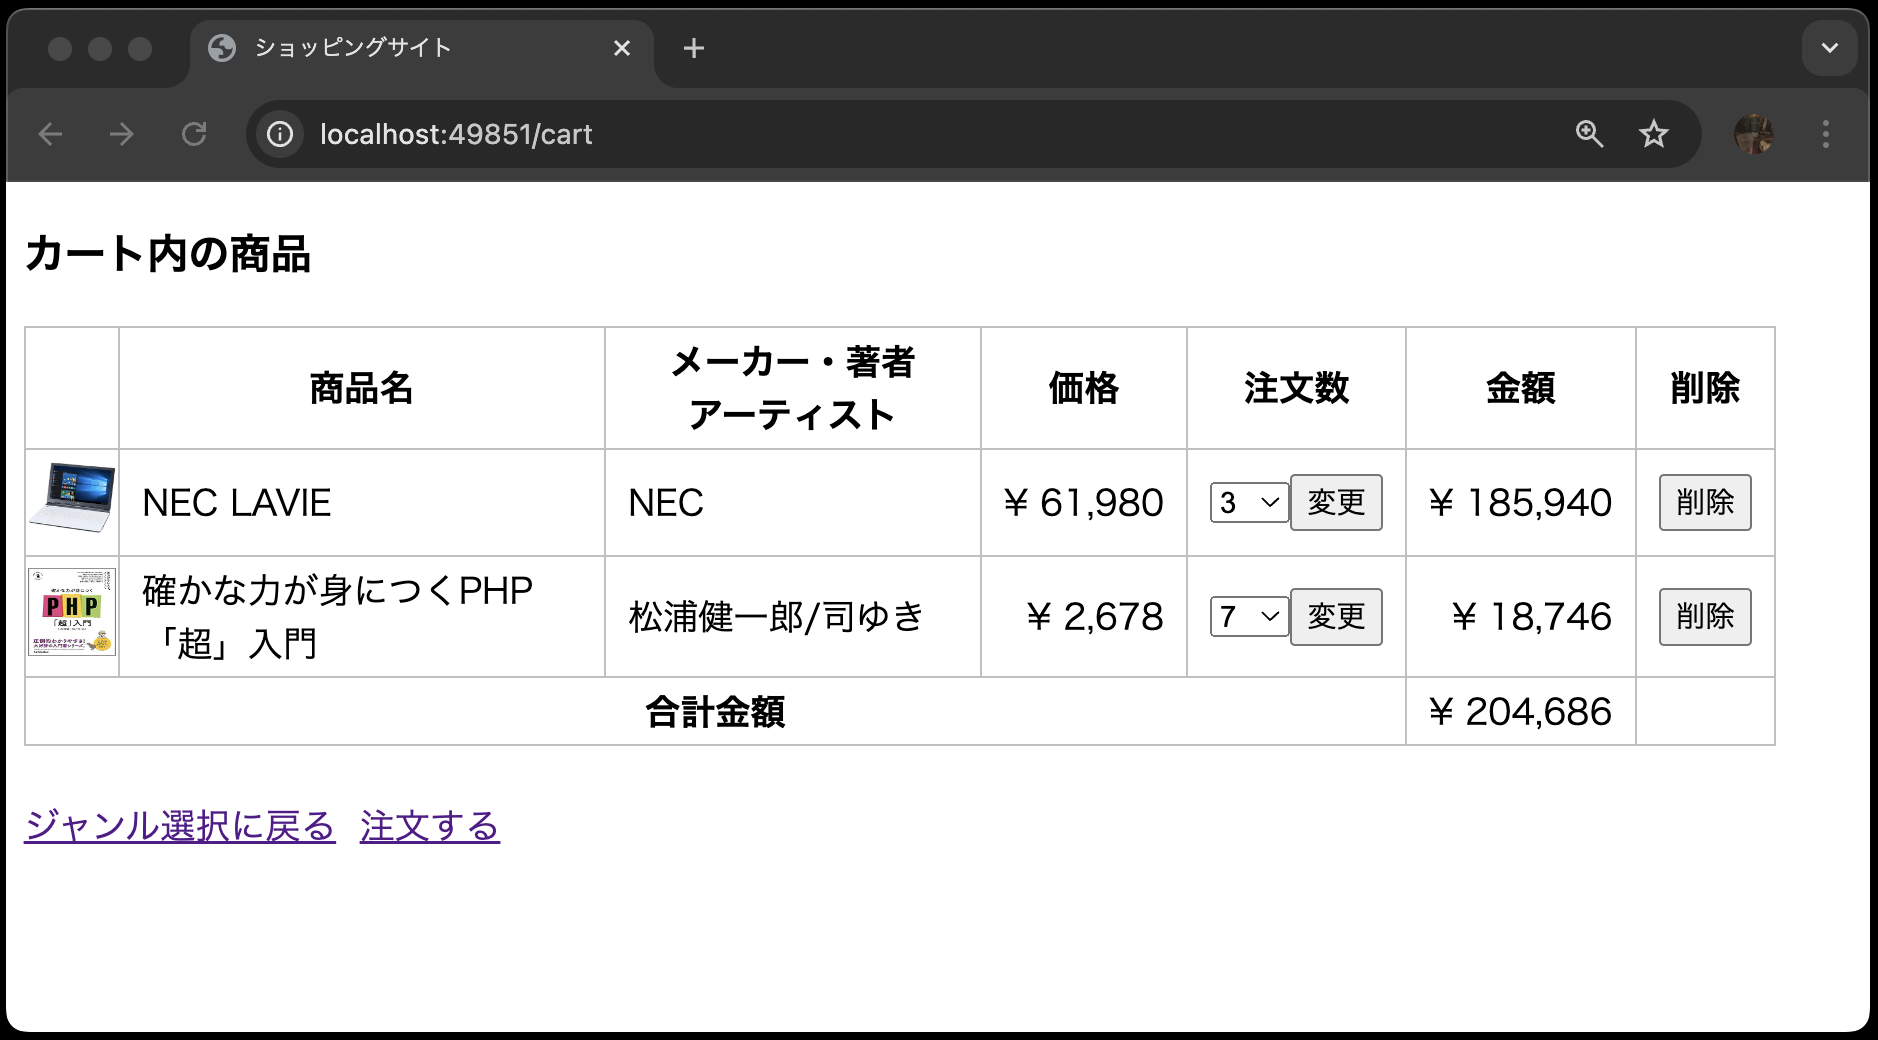 ショッピングサイト
localhost:49851/cart
カート内の商品
商品名
メーカー・著者
アーティスト
価格
注文数
金額
削除
NEC LAVIE
NEC
¥ 61,980
3
変更
¥ 185,940
削除
PHP
「超」入門
確かな力が身につくPHP
「超」入門
松浦健一郎/司ゆき
¥ 2,678
7
変更
¥ 18,746
削除
合計金額
¥ 204,686
ジャンル選択に戻る 注文する